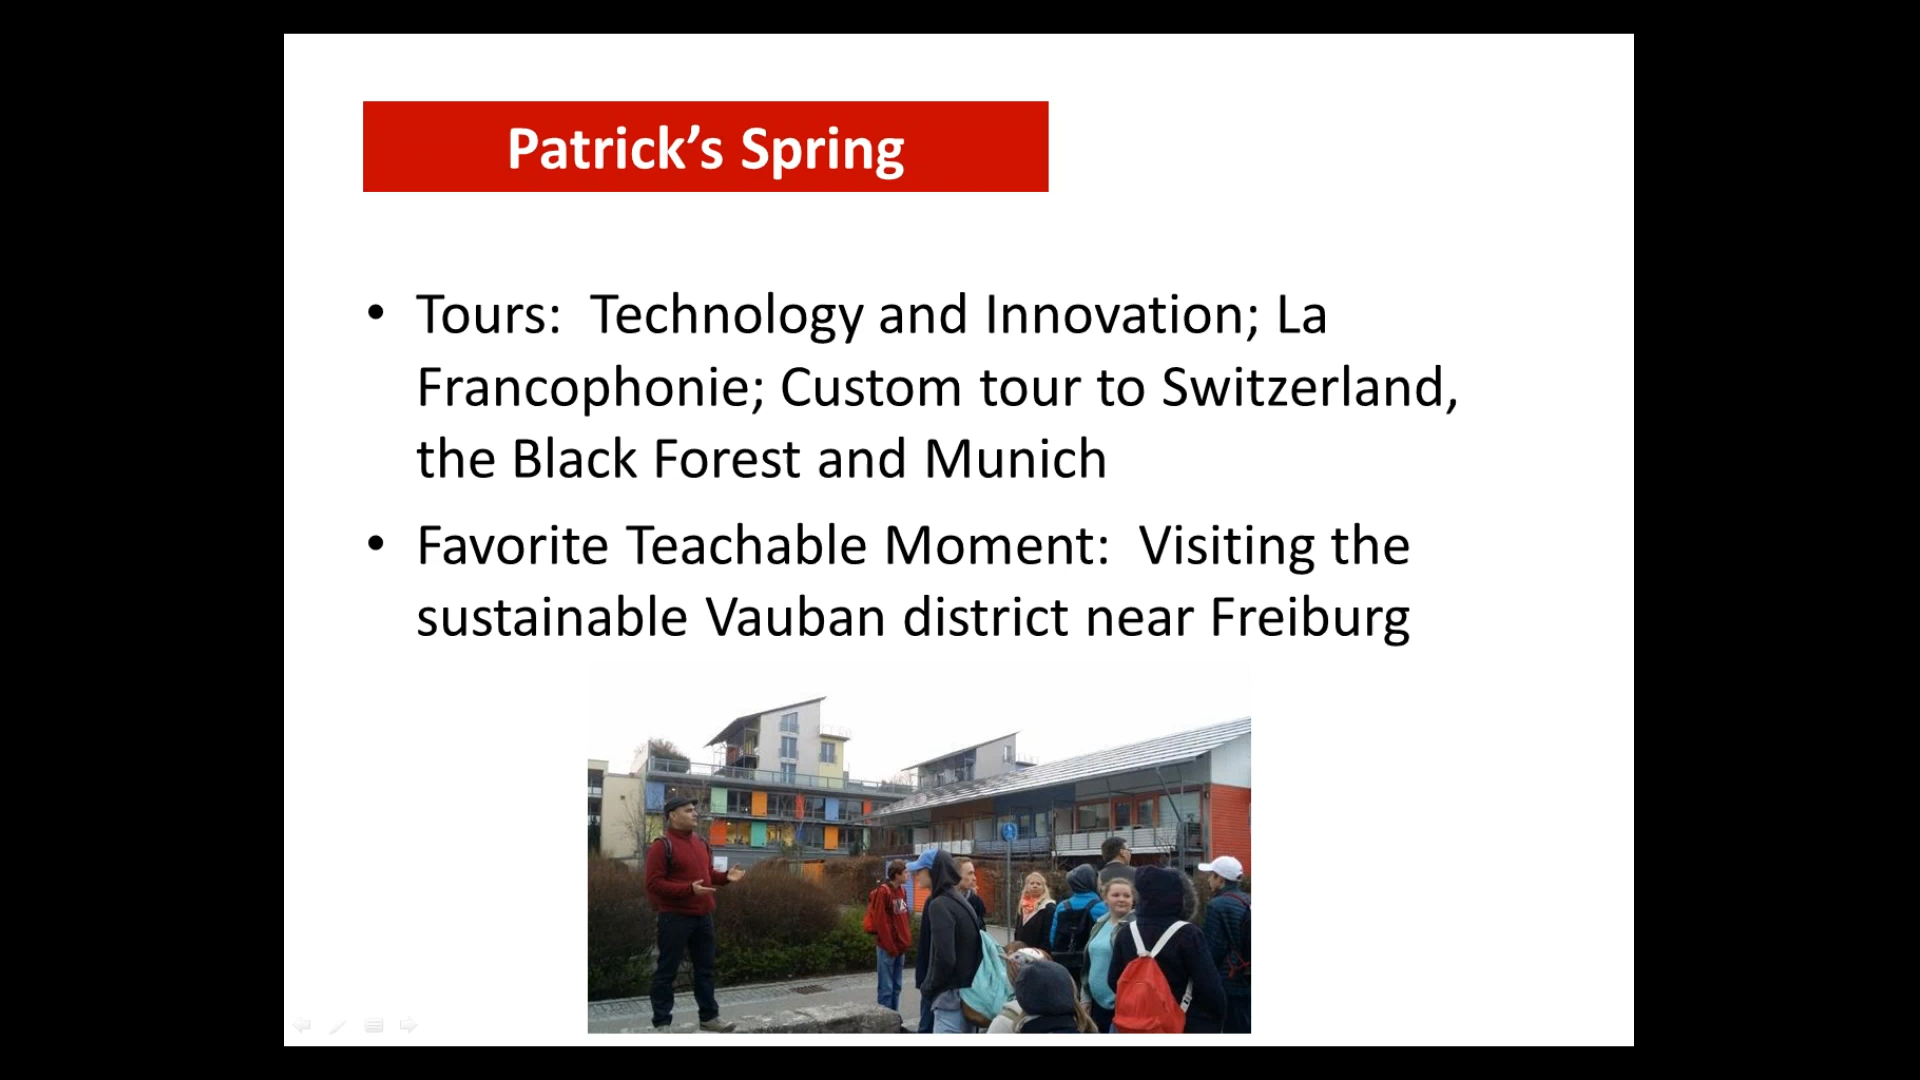 Patrick’s Spring
• Tours:  Technology and Innovation; La
Francophonie; Custom tour to Switzerland,
the Black Forest and Munich
• Favorite Teachable Moment:  Visiting the
sustainable Vauban district near Freiburg